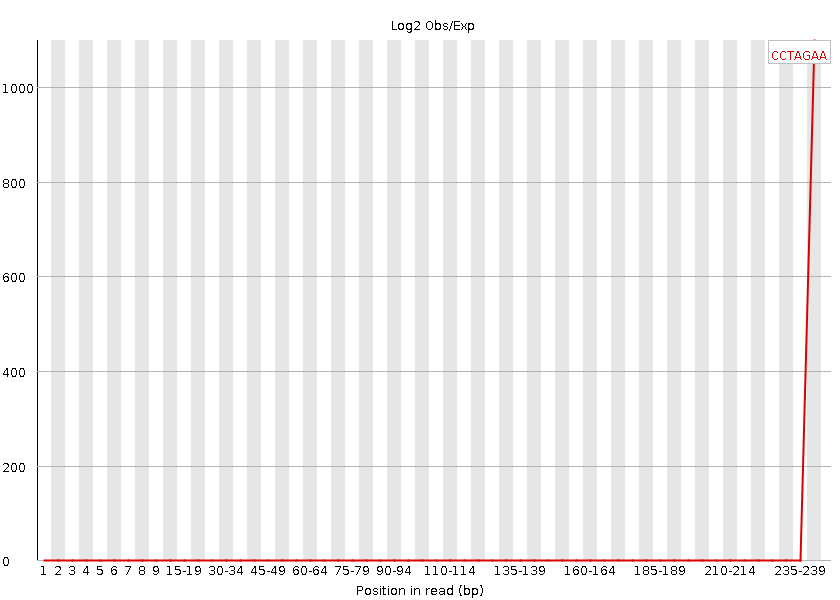 Log2 Obs/Exp
CCTAGAA
1000
800
600
400
200
0
1 2 3 4 5 6 7 8 9 15-19 30-34 45-49 60-64 75-79 90-94 110-114 135-139 160-164 185-189 210-214 235-239
Position in read (bp)